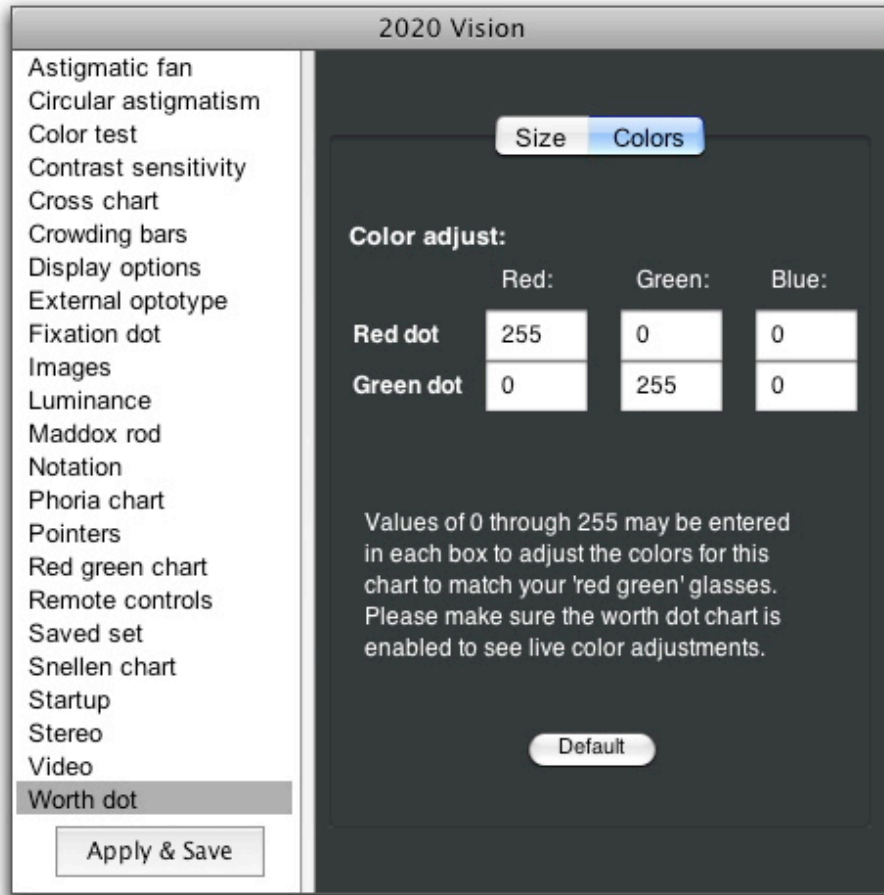 2020 Vision
Astigmatic fan
Circular astigmatism
Color test
Contrast sensitivity
Cross chart
Crowding bars
Display options
External optotype
Fixation dot
Images
Luminance
Maddox rod
Notation
Phoria chart
Pointers
Red green chart
Remote controls
Saved set
Snellen chart
Startup
Stereo
Video
Worth dot
Apply & Save
Size Colors
Color adjust:
Red: Green: Blue:
Red dot 255 0 0
Green dot 0 255 0
Values of 0 through 255 may be entered
in each box to adjust the colors for this
chart to match your 'red green' glasses.
Please make sure the worth dot chart is
enabled to see live color adjustments.
Default